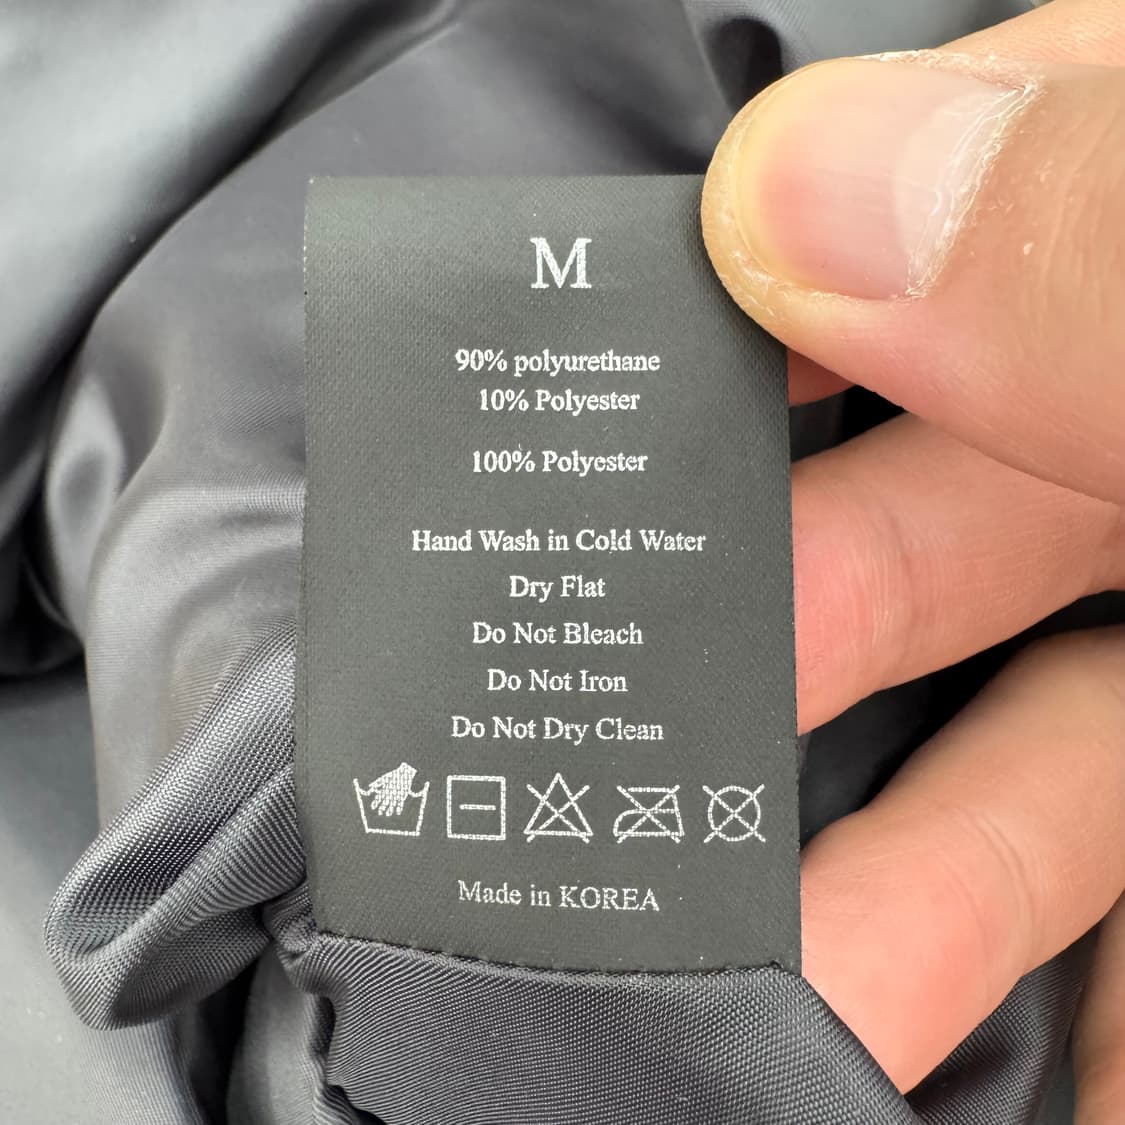 M
90% polyurethane
10% Polyester
100% Polyester
Hand Wash in Cold Water
Dry Flat
Do Not Bleach
Do Not Iron
Do Not Dry Clean
Made in KOREA